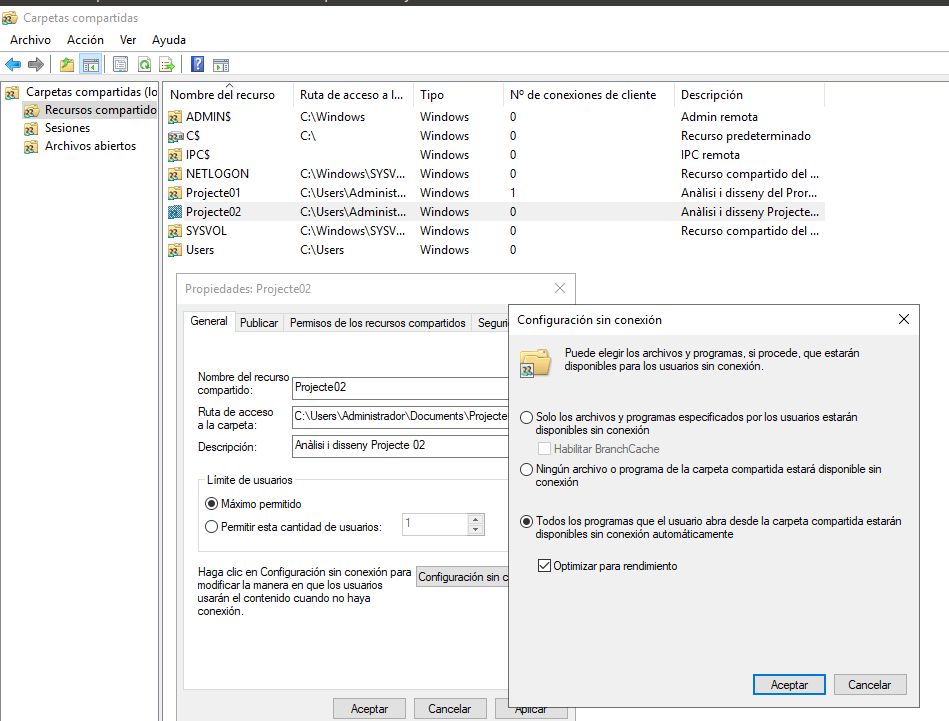 Carpetas compartidas
Archivo Acción Ver Ayuda
Carpetas compartidas (lo
Recursos compartido
Sesiones
Archivos abiertos
Nombre del recurso Ruta de acceso a l... Tipo Nº de conexiones de cliente Descripción
ADMIN$ C:\Windows Windows 0 Admin remota
C$ C:\ Windows 0 Recurso predeterminado
IPC$ Windows 0 IPC remota
NETLOGON C:\Windows\SYSV... Windows 0 Recurso compartido del ...
Projecte01 C:\Users\Administ... Windows 1 Anàlisi i disseny del Pror...
Projecte02 C:\Users\Administ... Windows 0 Anàlisi i disseny Projecte...
SYSVOL C:\Windows\SYSV... Windows 0 Recurso compartido del ...
Users C:\Users Windows 0
Propiedades: Projecte02
General Publicar Permisos de los recursos compartidos Seguri
Nombre del recurso
compartido:
Projecte02
Ruta de acceso
a la carpeta:
C:\Users\Administrador\Documents\Projecte
Descripción:
Anàlisi i disseny Projecte 02
Límite de usuarios
Máximo permitido
Permitir esta cantidad de usuarios: 1
Haga clic en Configuración sin conexión para
modificar la manera en que los usuarios
usarán el contenido cuando no haya
conexión.
Configuración sin c
Aceptar Cancelar Aplicar
Configuración sin conexión
Puede elegir los archivos y programas, si procede, que estarán
disponibles para los usuarios sin conexión.
Solo los archivos y programas especificados por los usuarios estarán
disponibles sin conexión
Habilitar BranchCache
Ningún archivo o programa de la carpeta compartida estará disponible sin
conexión
Todos los programas que el usuario abra desde la carpeta compartida estarán
disponibles sin conexión automáticamente
Optimizar para rendimiento
Aceptar Cancelar